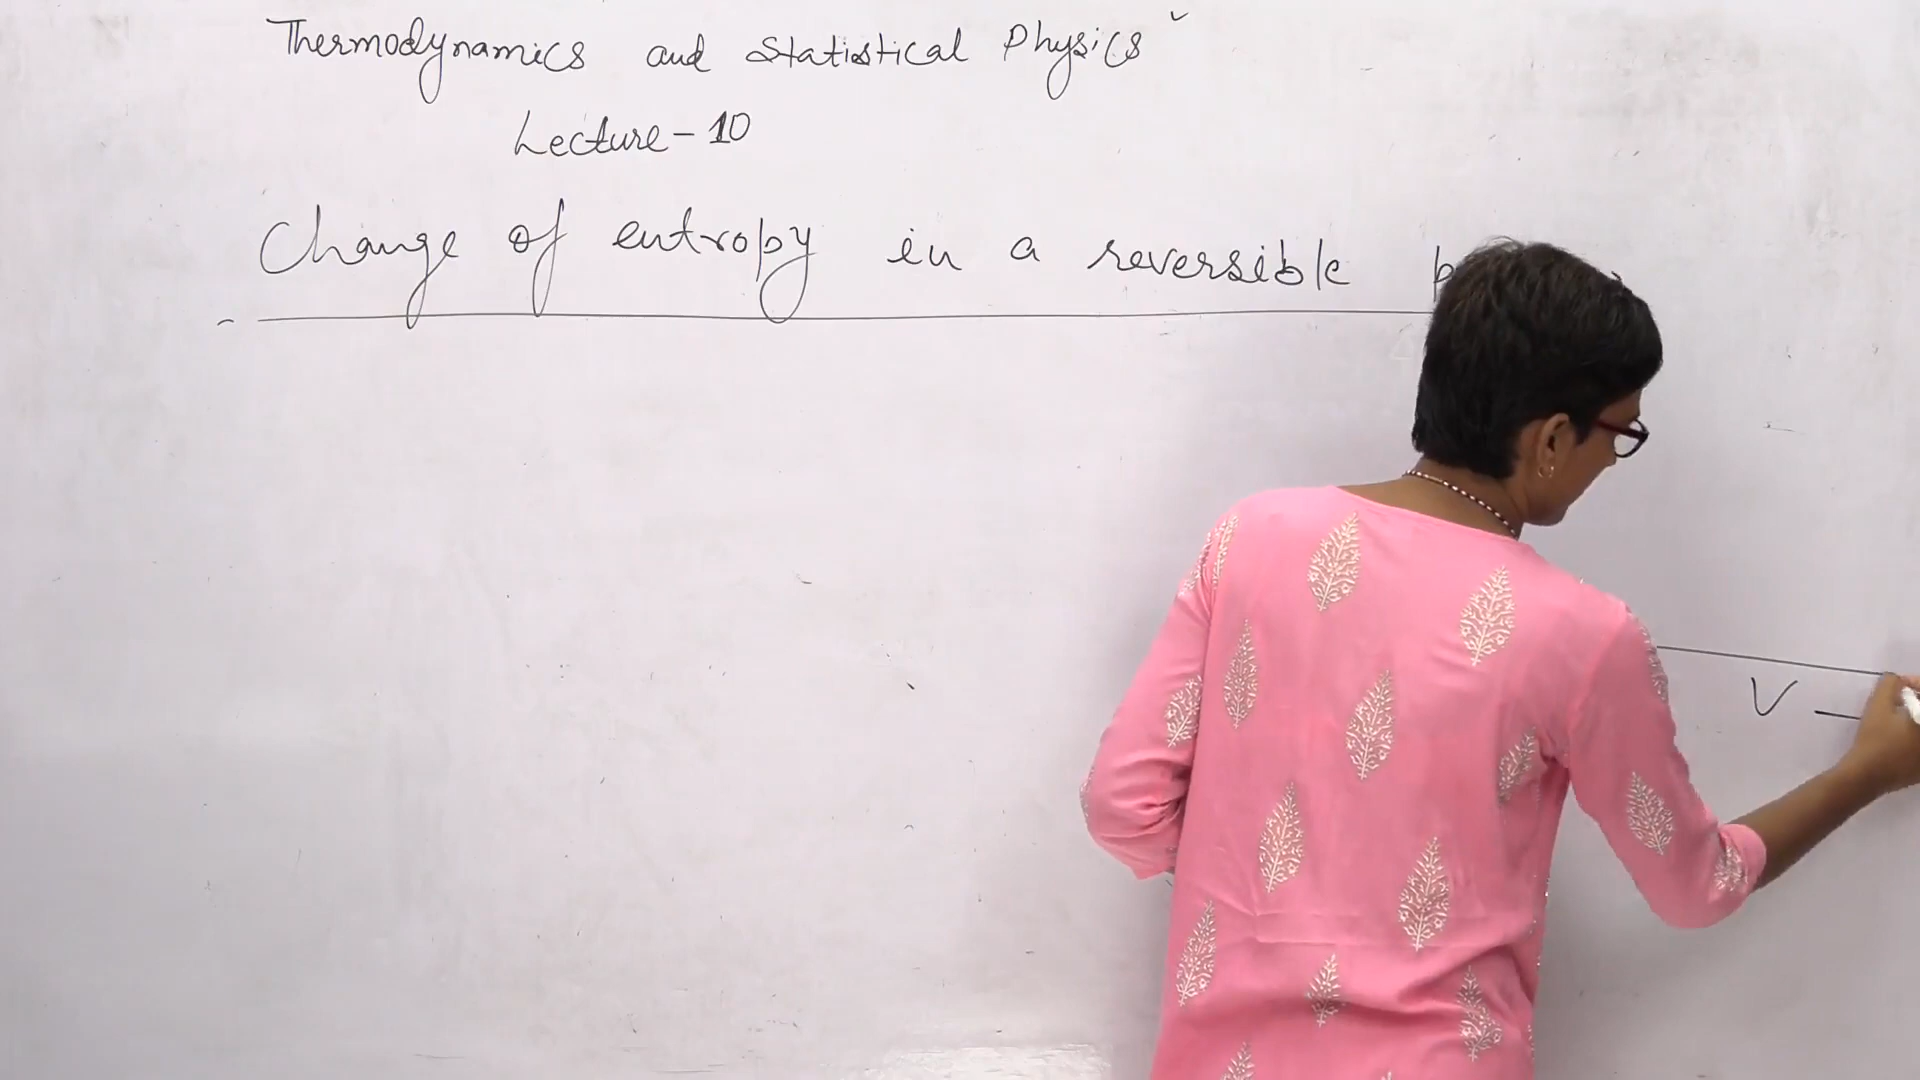 Thermodynamics and Statistical Physics
Lecture - 10
Change of entropy in a reversible
V